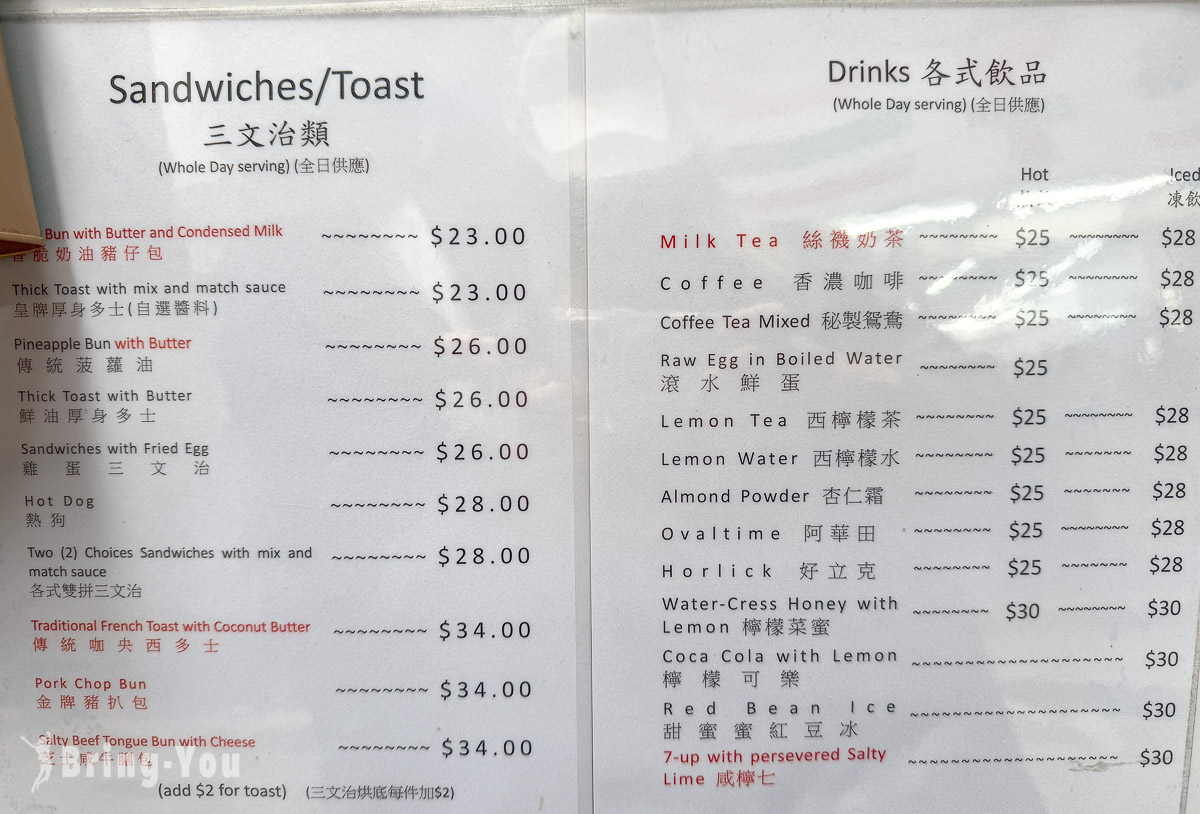 Sandwiches/Toast
三文治類
(Whole Day serving) (全日供應)
Bun with Butter and Condensed Milk ~~~~~~~~ $23.00
脆奶油豬仔包
Thick Toast with mix and match sauce ~~~~~~~~ $23.00
皇牌厚身多士(自選醬料)
Pineapple Bun with Butter ~~~~~~~~ $26.00
傳統菠蘿油
Thick Toast with Butter ~~~~~~~~ $26.00
鮮油厚身多士
Sandwiches with Fried Egg ~~~~~~~~ $26.00
雞蛋三文治
Hot Dog ~~~~~~~~ $28.00
熱狗
Two (2) Choices Sandwiches with mix and ~~~~~~~~ $28.00
match sauce
各式雙拼三文治
Traditional French Toast with Coconut Butter ~~~~~~~~ $34.00
傳統咖央西多士
Pork Chop Bun ~~~~~~~~ $34.00
金牌豬扒包
Salty Beef Tongue Bun with Cheese ~~~~~~~~ $34.00
芝士咸牛脷包
Bring-You
(add $2 for toast) (三文治烘底每件加$2)
Drinks 各式飲品
(Whole Day serving) (全日供應)
Hot Iced
凍飲
Milk Tea 絲襪奶茶 ~~~~~~~~ $25 ~~~~~~~~ $28
Coffee 香濃咖啡 ~~~~~~~~ $25 ~~~~~~~~ $28
Coffee Tea Mixed 秘製鴛鴦 ~~~~~~~~ $25 ~~~~~~~~ $28
Raw Egg in Boiled Water ~~~~~~~~ $25
滾水鮮蛋
Lemon Tea 西檸檬茶 ~~~~~~~~ $25 ~~~~~~~~ $28
Lemon Water 西檸檬水 ~~~~~~~~ $25 ~~~~~~~ $28
Almond Powder 杏仁霜 ~~~~~~~~ $25 ~~~~~~~ $28
Ovaltime 阿華田 ~~~~~~~~ $25 ~~~~~~~~ $28
Horlick 好立克 ~~~~~~~~ $25 ~~~~~~~~ $28
Water-Cress Honey with ~~~~~~~~ $30 ~~~~~~~~ $30
Lemon 檸檬菜蜜
Coca Cola with Lemon ~~~~~~~~~~~~~~~~~~~~~~ $30
檸檬可樂
Red Bean Ice ~~~~~~~~~~~~~~~~~~~~~~ $30
甜蜜蜜紅豆冰
7-up with persevered Salty ~~~~~~~~~~~~~~~~~~~~~~ $30
Lime 咸檸七